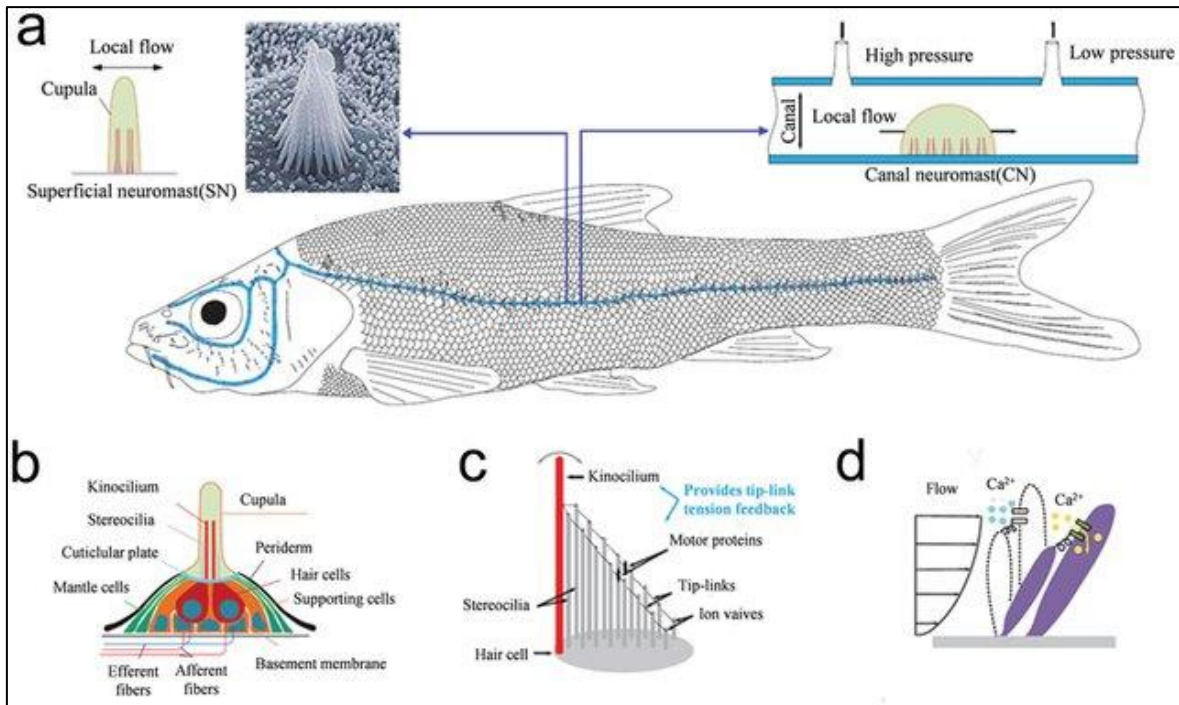 a
Local flow
Cupula
Superficial neuromast(SN)
High pressure
Low pressure
Canal
Local flow
Canal neuromast(CN)
b
Kinocilium
Stereocilia
Cuticlular plate
Mantle cells
Cupula
Periderm
Hair cells
Supporting cells
Basement membrane
Efferent
fibers
Afferent
fibers
c
Kinocilium
Provides tip-link
tension feedback
Motor proteins
Tip-links
Ion vaives
Stereocilia
Hair cell
d
Flow
Ca²⁺
Ca²⁺